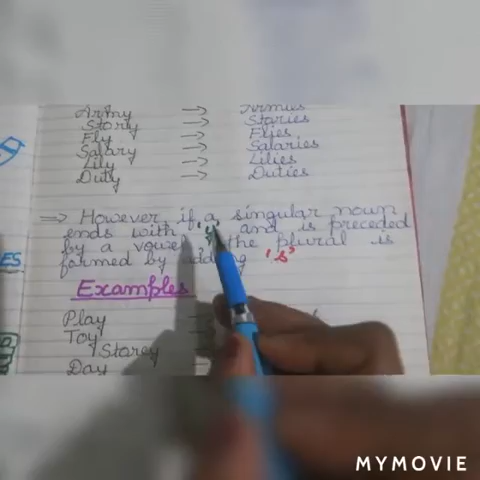 Army → Armies
Story → Stories
Fly → Flies
Salary → Salaries
Lily → Lilies
Duty → Duties
⇒ However, if a singular noun
ends with 'y' and is preceded
by a vowel, the plural is
formed by adding 's'
Examples
Play
Toy
Storey
Day
ES
MYMOVIE